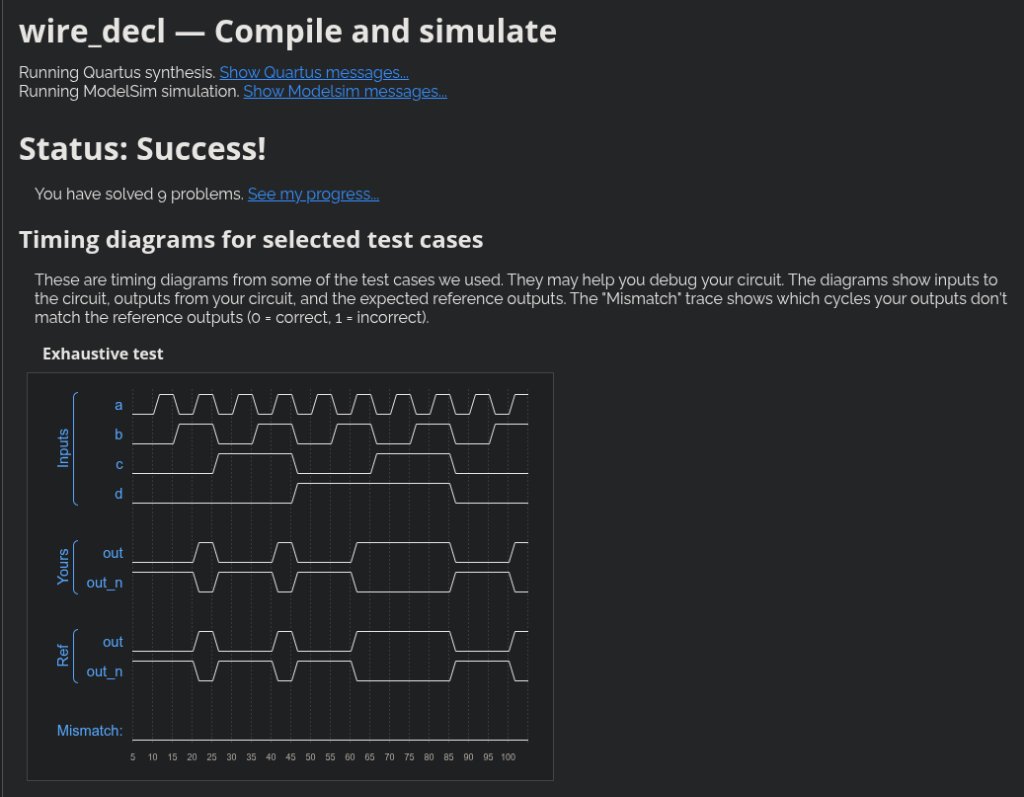 wire_decl — Compile and simulate
Running Quartus synthesis. Show Quartus messages...
Running ModelSim simulation. Show Modelsim messages...
Status: Success!
You have solved 9 problems. See my progress...
Timing diagrams for selected test cases
These are timing diagrams from some of the test cases we used. They may help you debug your circuit. The diagrams show inputs to
the circuit, outputs from your circuit, and the expected reference outputs. The "Mismatch" trace shows which cycles your outputs don't
match the reference outputs (0 = correct, 1 = incorrect).
Exhaustive test
Inputs
a
b
c
d
Yours
out
out_n
Ref
out
out_n
Mismatch:
5 10 15 20 25 30 35 40 45 50 55 60 65 70 75 80 85 90 95 100